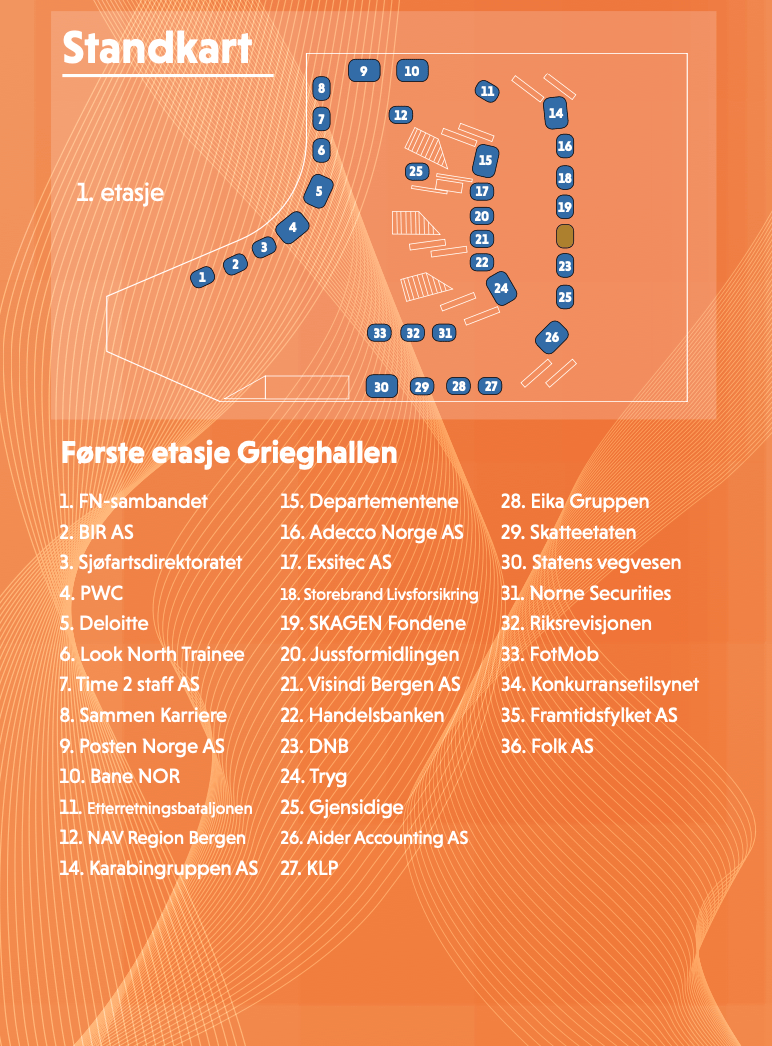 Standkart
1. etasje
9 10
8
11
7
12
14
6
16
15
25
18
5
17
19
20
4
21
3
22
2
23
1
24
25
33 32 31
26
30 29 28 27
Første etasje Grieghallen
1. FN-sambandet
2. BIR AS
3. Sjøfartsdirektoratet
4. PWC
5. Deloitte
6. Look North Trainee
7. Time 2 staff AS
8. Sammen Karriere
9. Posten Norge AS
10. Bane NOR
11. Etterretningsbataljonen
12. NAV Region Bergen
14. Karabingruppen AS
15. Departementene
16. Adecco Norge AS
17. Exsitec AS
18. Storebrand Livsforsikring
19. SKAGEN Fondene
20. Jussformidlingen
21. Visindi Bergen AS
22. Handelsbanken
23. DNB
24. Tryg
25. Gjensidige
26. Aider Accounting AS
27. KLP
28. Eika Gruppen
29. Skatteetaten
30. Statens vegvesen
31. Norne Securities
32. Riksrevisjonen
33. FotMob
34. Konkurransetilsynet
35. Framtidsfylket AS
36. Folk AS